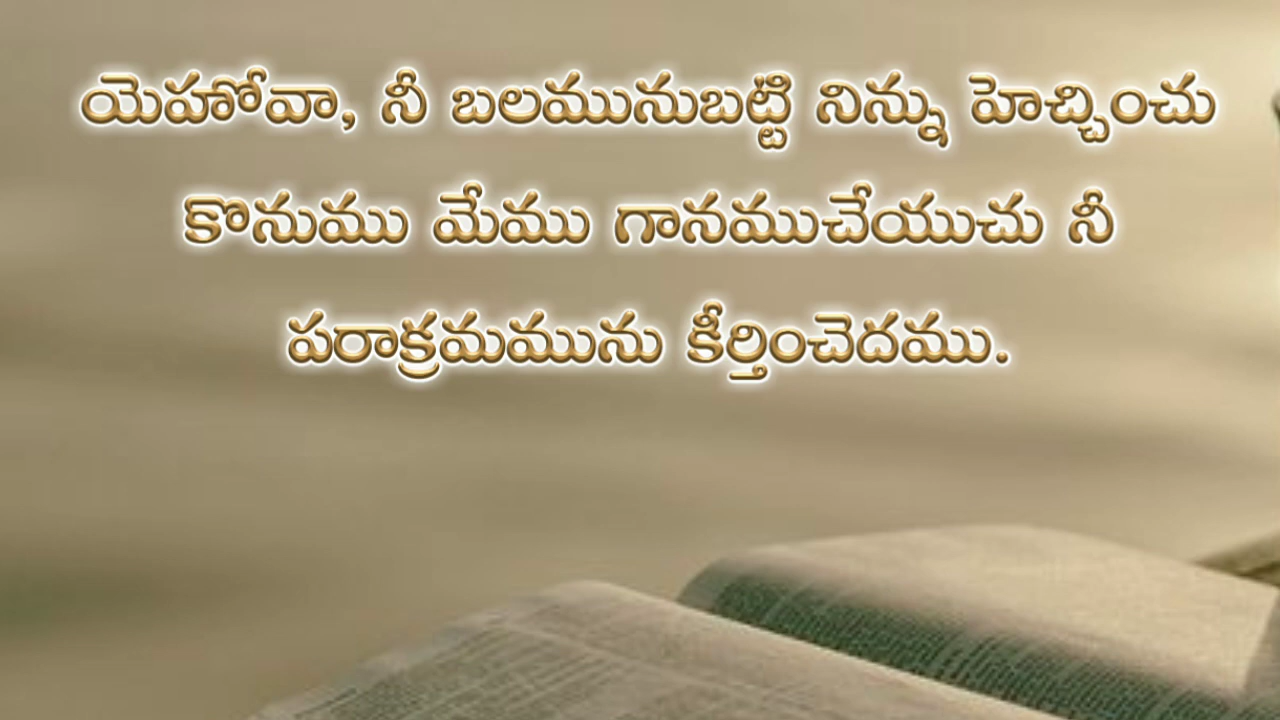 యెహోవా, నీ బలమునుబట్టి నిన్ను హెచ్చించు
కొనుము మేము గానముచేయుచు నీ
పరాక్రమమును కీర్తించెదము.